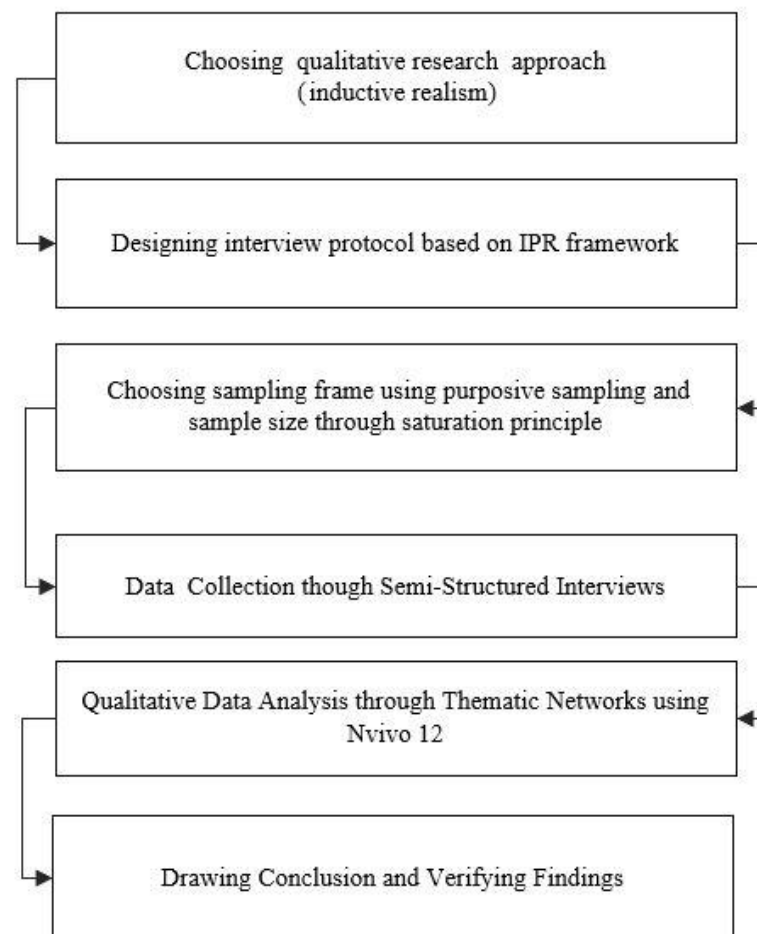 Choosing qualitative research approach
(inductive realism)
Designing interview protocol based on IPR framework
Choosing sampling frame using purposive sampling and
sample size through saturation principle
Data Collection though Semi-Structured Interviews
Qualitative Data Analysis through Thematic Networks using
Nvivo 12
Drawing Conclusion and Verifying Findings